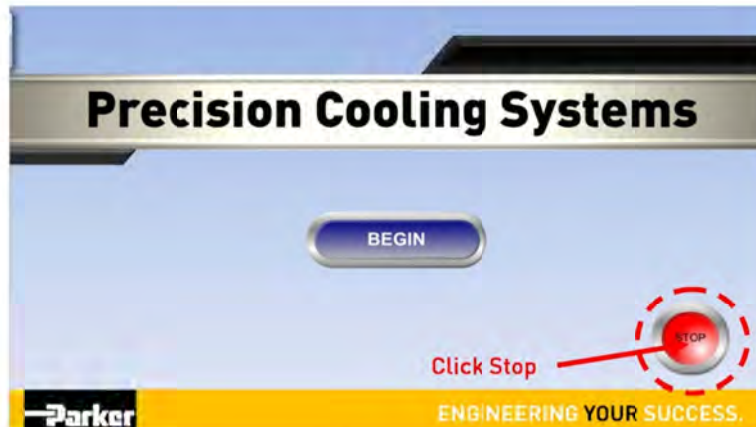 Precision Cooling Systems
BEGIN
STOP
Click Stop
Parker
ENGINEERING YOUR SUCCESS.